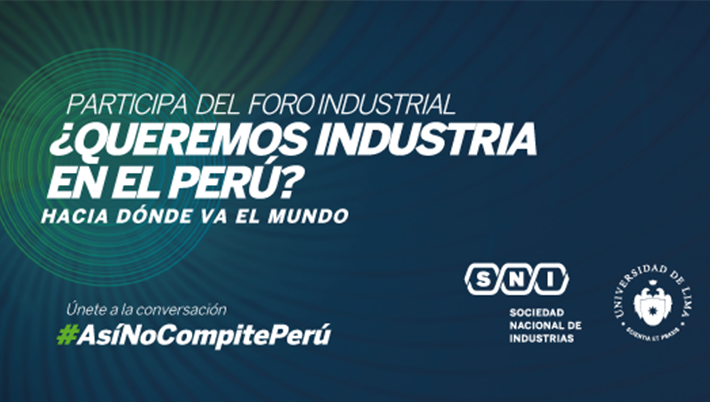 PARTICIPA DEL FORO INDUSTRIAL
¿QUEREMOS INDUSTRIA
EN EL PERÚ?
HACIA DÓNDE VA EL MUNDO
Únete a la conversación
#AsíNoCompitePerú
SNI
SOCIEDAD
NACIONAL DE
INDUSTRIAS
UNIVERSIDAD DE LIMA
SCIENTIA ET PRAXIS